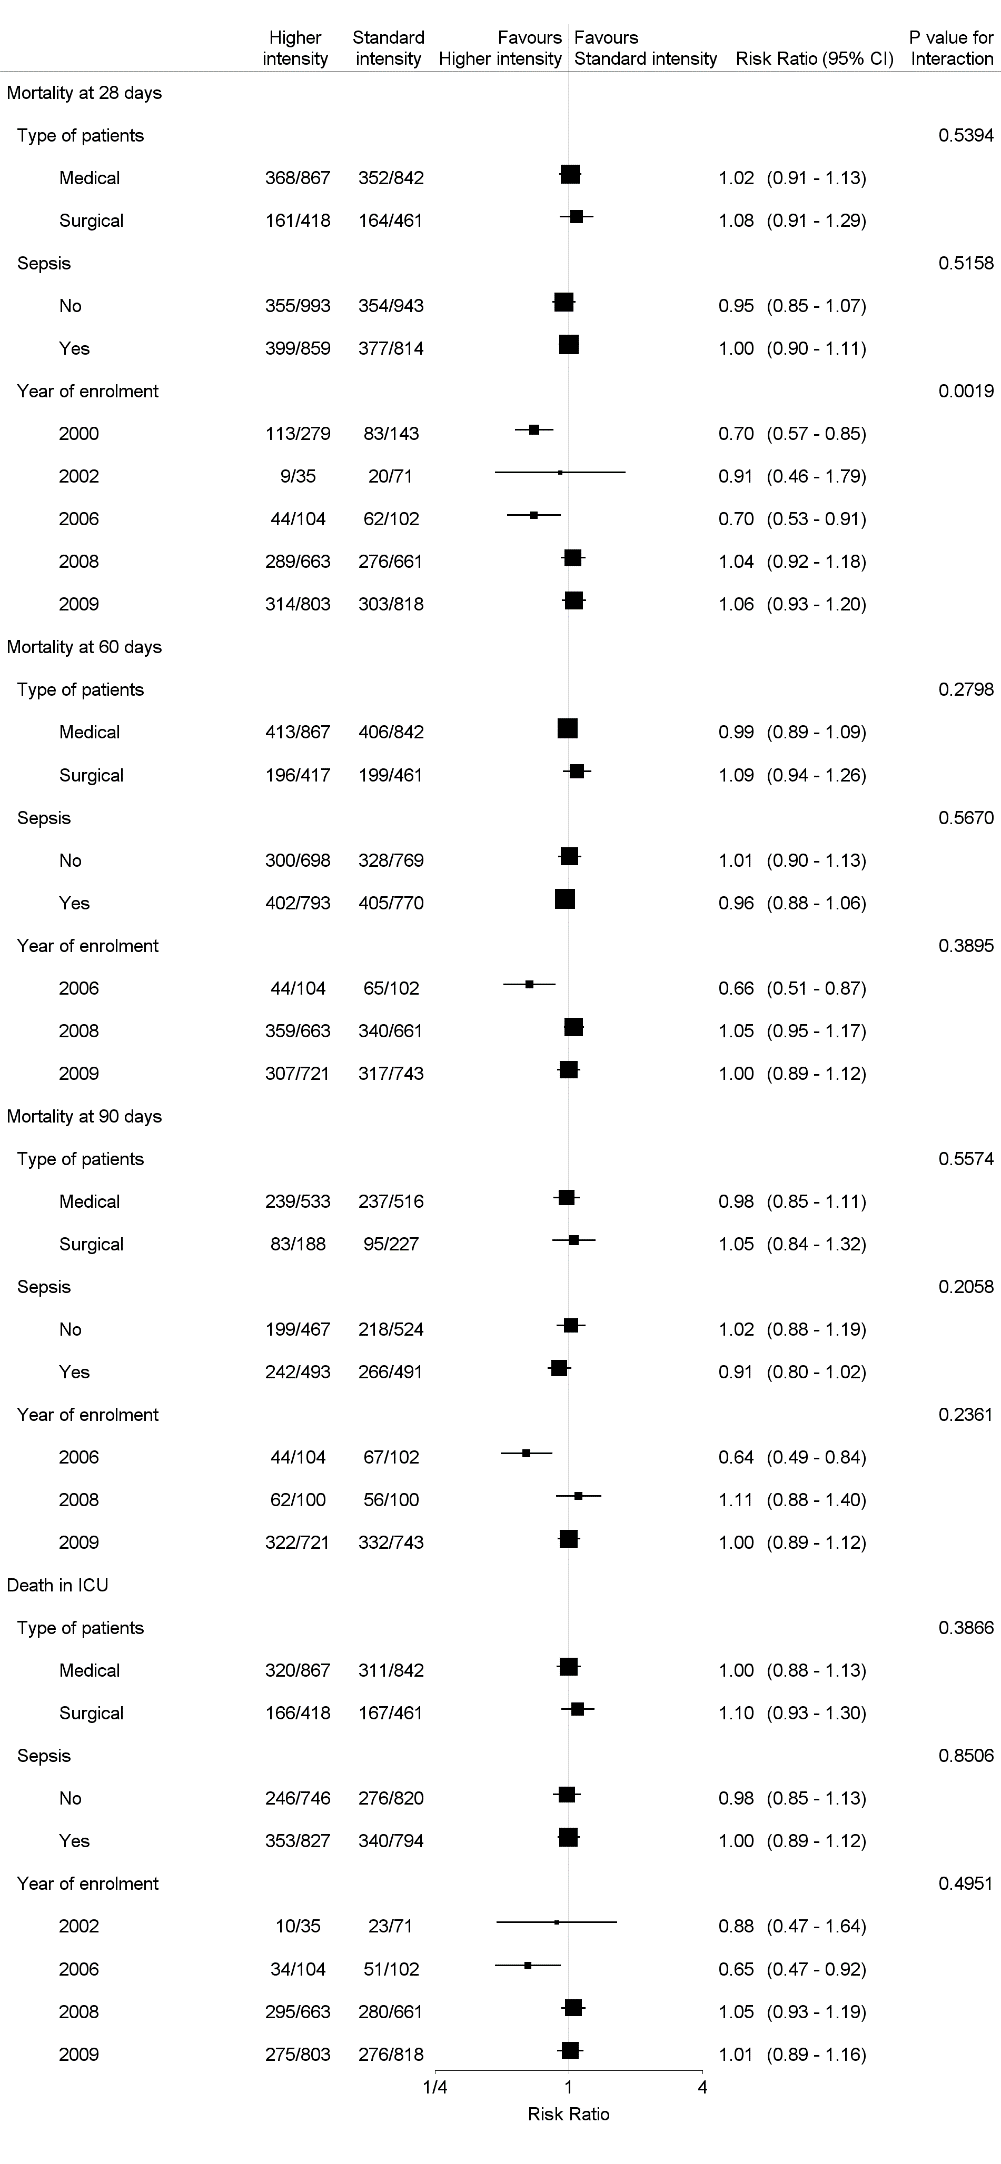 Higher Standard Favours Favours P value for
intensity intensity Higher intensity Standard intensity Risk Ratio (95% CI) Interaction
Mortality at 28 days
Type of patients 0.5394
Medical 368/867 352/842 1.02 (0.91 - 1.13)
Surgical 161/418 164/461 1.08 (0.91 - 1.29)
Sepsis 0.5158
No 355/993 354/943 0.95 (0.85 - 1.07)
Yes 399/859 377/814 1.00 (0.90 - 1.11)
Year of enrolment 0.0019
2000 113/279 83/143 0.70 (0.57 - 0.85)
2002 9/35 20/71 0.91 (0.46 - 1.79)
2006 44/104 62/102 0.70 (0.53 - 0.91)
2008 289/663 276/661 1.04 (0.92 - 1.18)
2009 314/803 303/818 1.06 (0.93 - 1.20)
Mortality at 60 days
Type of patients 0.2798
Medical 413/867 406/842 0.99 (0.89 - 1.09)
Surgical 196/417 199/461 1.09 (0.94 - 1.26)
Sepsis 0.5670
No 300/698 328/769 1.01 (0.90 - 1.13)
Yes 402/793 405/770 0.96 (0.88 - 1.06)
Year of enrolment 0.3895
2006 44/104 65/102 0.66 (0.51 - 0.87)
2008 359/663 340/661 1.05 (0.95 - 1.17)
2009 307/721 317/743 1.00 (0.89 - 1.12)
Mortality at 90 days
Type of patients 0.5574
Medical 239/533 237/516 0.98 (0.85 - 1.11)
Surgical 83/188 95/227 1.05 (0.84 - 1.32)
Sepsis 0.2058
No 199/467 218/524 1.02 (0.88 - 1.19)
Yes 242/493 266/491 0.91 (0.80 - 1.02)
Year of enrolment 0.2361
2006 44/104 67/102 0.64 (0.49 - 0.84)
2008 62/100 56/100 1.11 (0.88 - 1.40)
2009 322/721 332/743 1.00 (0.89 - 1.12)
Death in ICU
Type of patients 0.3866
Medical 320/867 311/842 1.00 (0.88 - 1.13)
Surgical 166/418 167/461 1.10 (0.93 - 1.30)
Sepsis 0.8506
No 246/746 276/820 0.98 (0.85 - 1.13)
Yes 353/827 340/794 1.00 (0.89 - 1.12)
Year of enrolment 0.4951
2002 10/35 23/71 0.88 (0.47 - 1.64)
2006 34/104 51/102 0.65 (0.47 - 0.92)
2008 295/663 280/661 1.05 (0.93 - 1.19)
2009 275/803 276/818 1.01 (0.89 - 1.16)
1/4 1 4
Risk Ratio